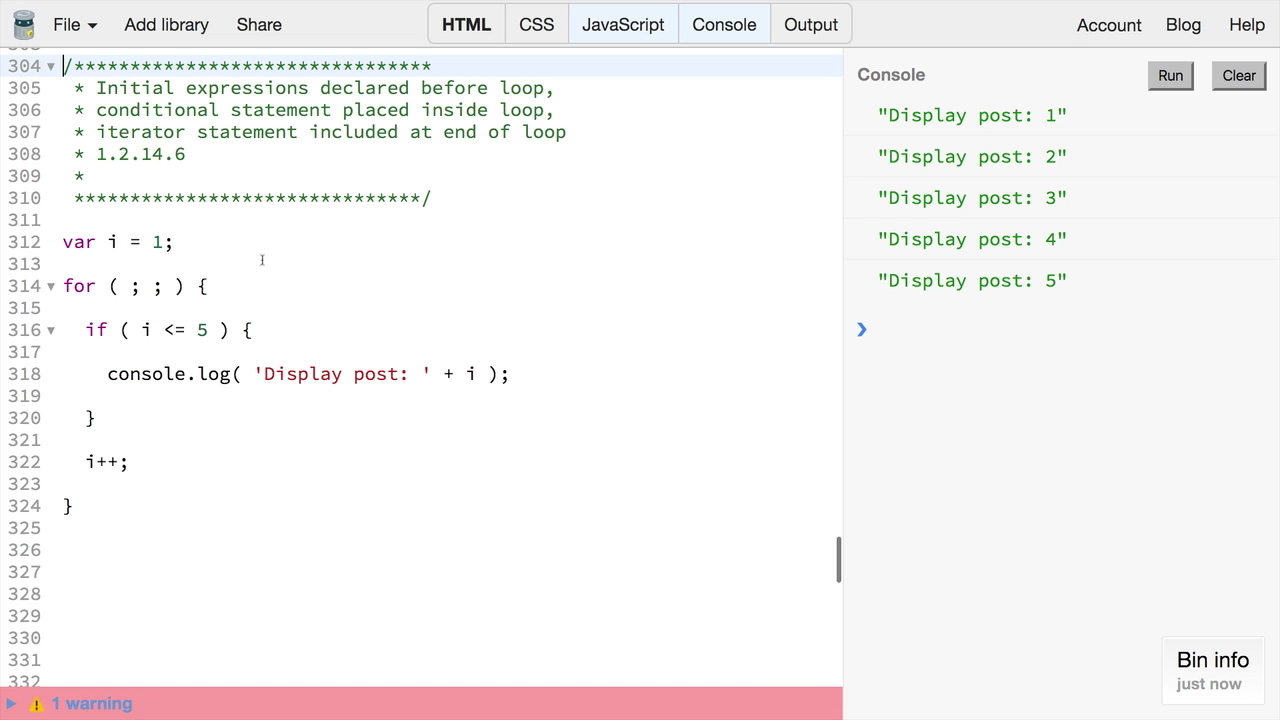 File Add library Share HTML CSS JavaScript Console Output Account Blog Help
304 /********************************
305 * Initial expressions declared before loop,
306 * conditional statement placed inside loop,
307 * iterator statement included at end of loop
308 * 1.2.14.6
309 *
310 *******************************/
311
312 var i = 1;
313
314 for ( ; ; ) {
315
316 if ( i <= 5 ) {
317
318 console.log( 'Display post: ' + i );
319
320 }
321
322 i++;
323
324 }
325
326
327
328
329
330
331
332
1 warning
Console Run Clear
"Display post: 1"
"Display post: 2"
"Display post: 3"
"Display post: 4"
"Display post: 5"
Bin info
just now